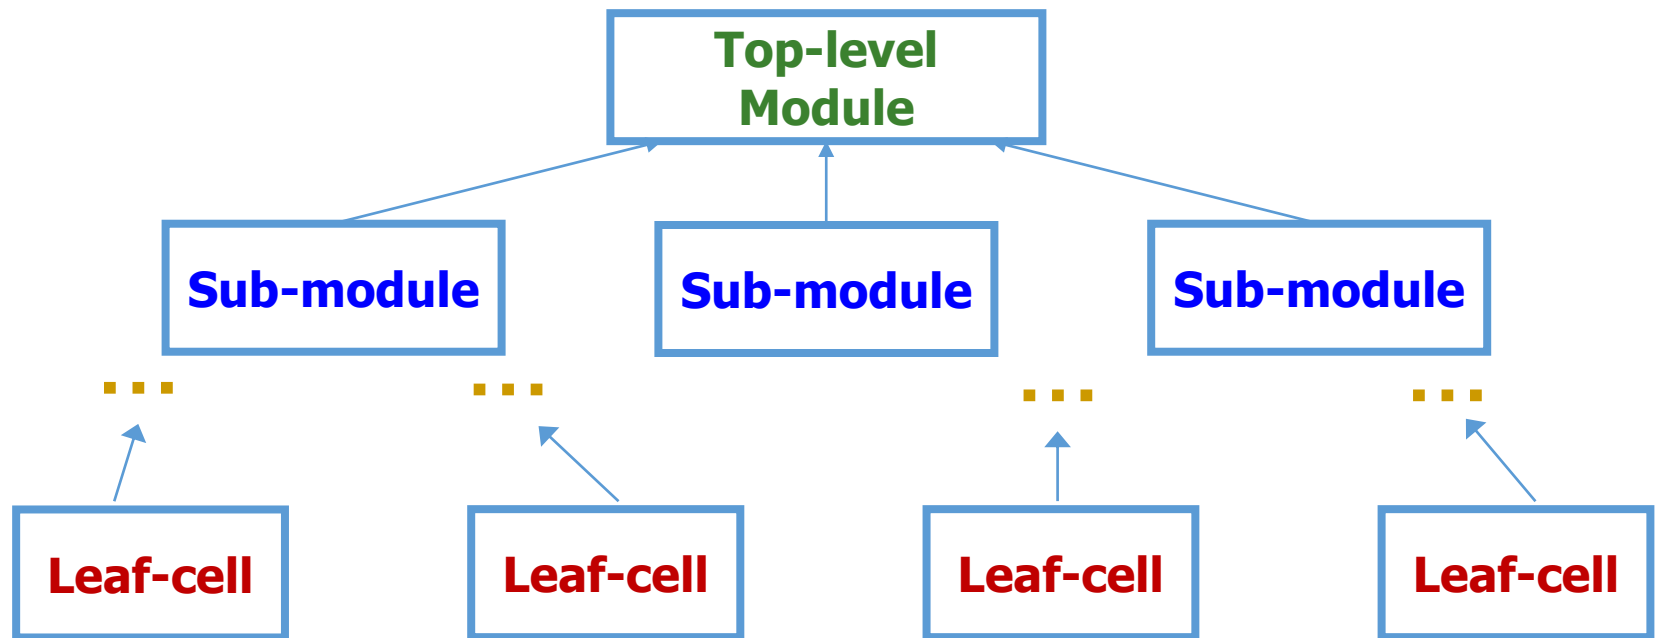 Top-level
Module
Sub-module
Sub-module
Sub-module
...
...
...
...
Leaf-cell
Leaf-cell
Leaf-cell
Leaf-cell